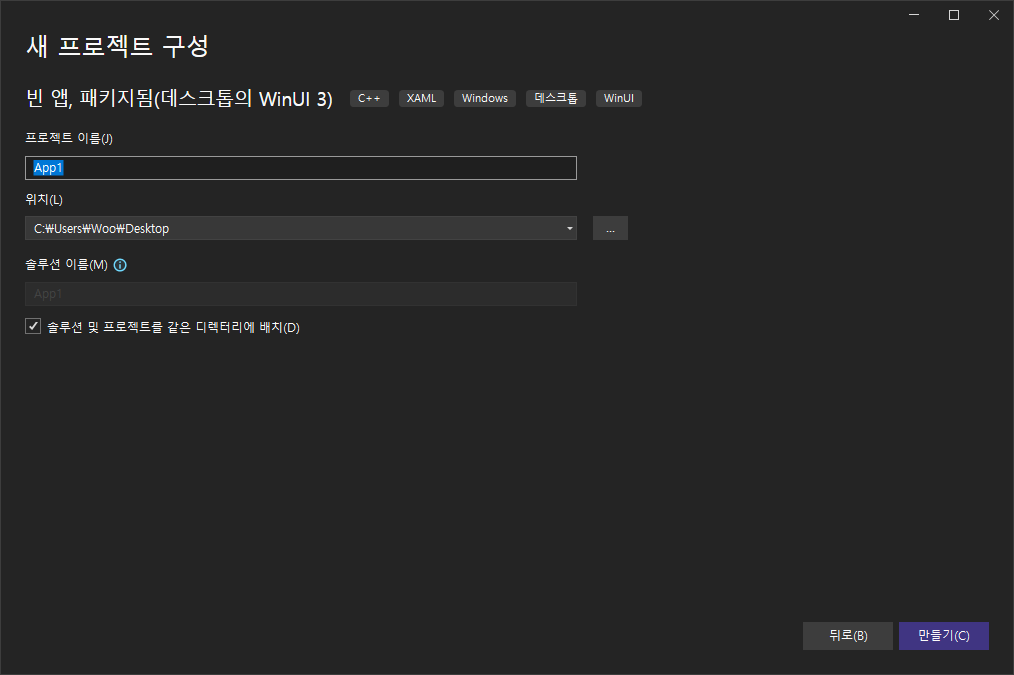 새 프로젝트 구성
빈 앱, 패키지됨(데스크톱의 WinUI 3) C++ XAML Windows 데스크톱 WinUI
프로젝트 이름(J)
App1
위치(L)
C:₩Users₩Woo₩Desktop ...
솔루션 이름(M)
App1
솔루션 및 프로젝트를 같은 디렉터리에 배치(D)
뒤로(B) 만들기(C)